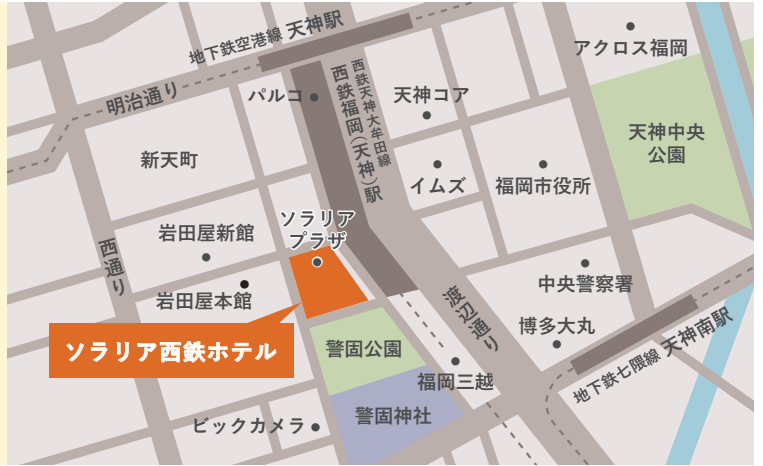 地下鉄空港線 天神駅
アクロス福岡
明治通り
パルコ
西鉄天神大牟田線
西鉄福岡(天神)駅
天神コア
天神中央
公園
新天町
イムズ
福岡市役所
ソラリア
プラザ
岩田屋新館
西通り
岩田屋本館
中央警察署
渡辺通り
博多大丸
地下鉄七隈線 天神南駅
ソラリア西鉄ホテル
警固公園
福岡三越
警固神社
ビックカメラ